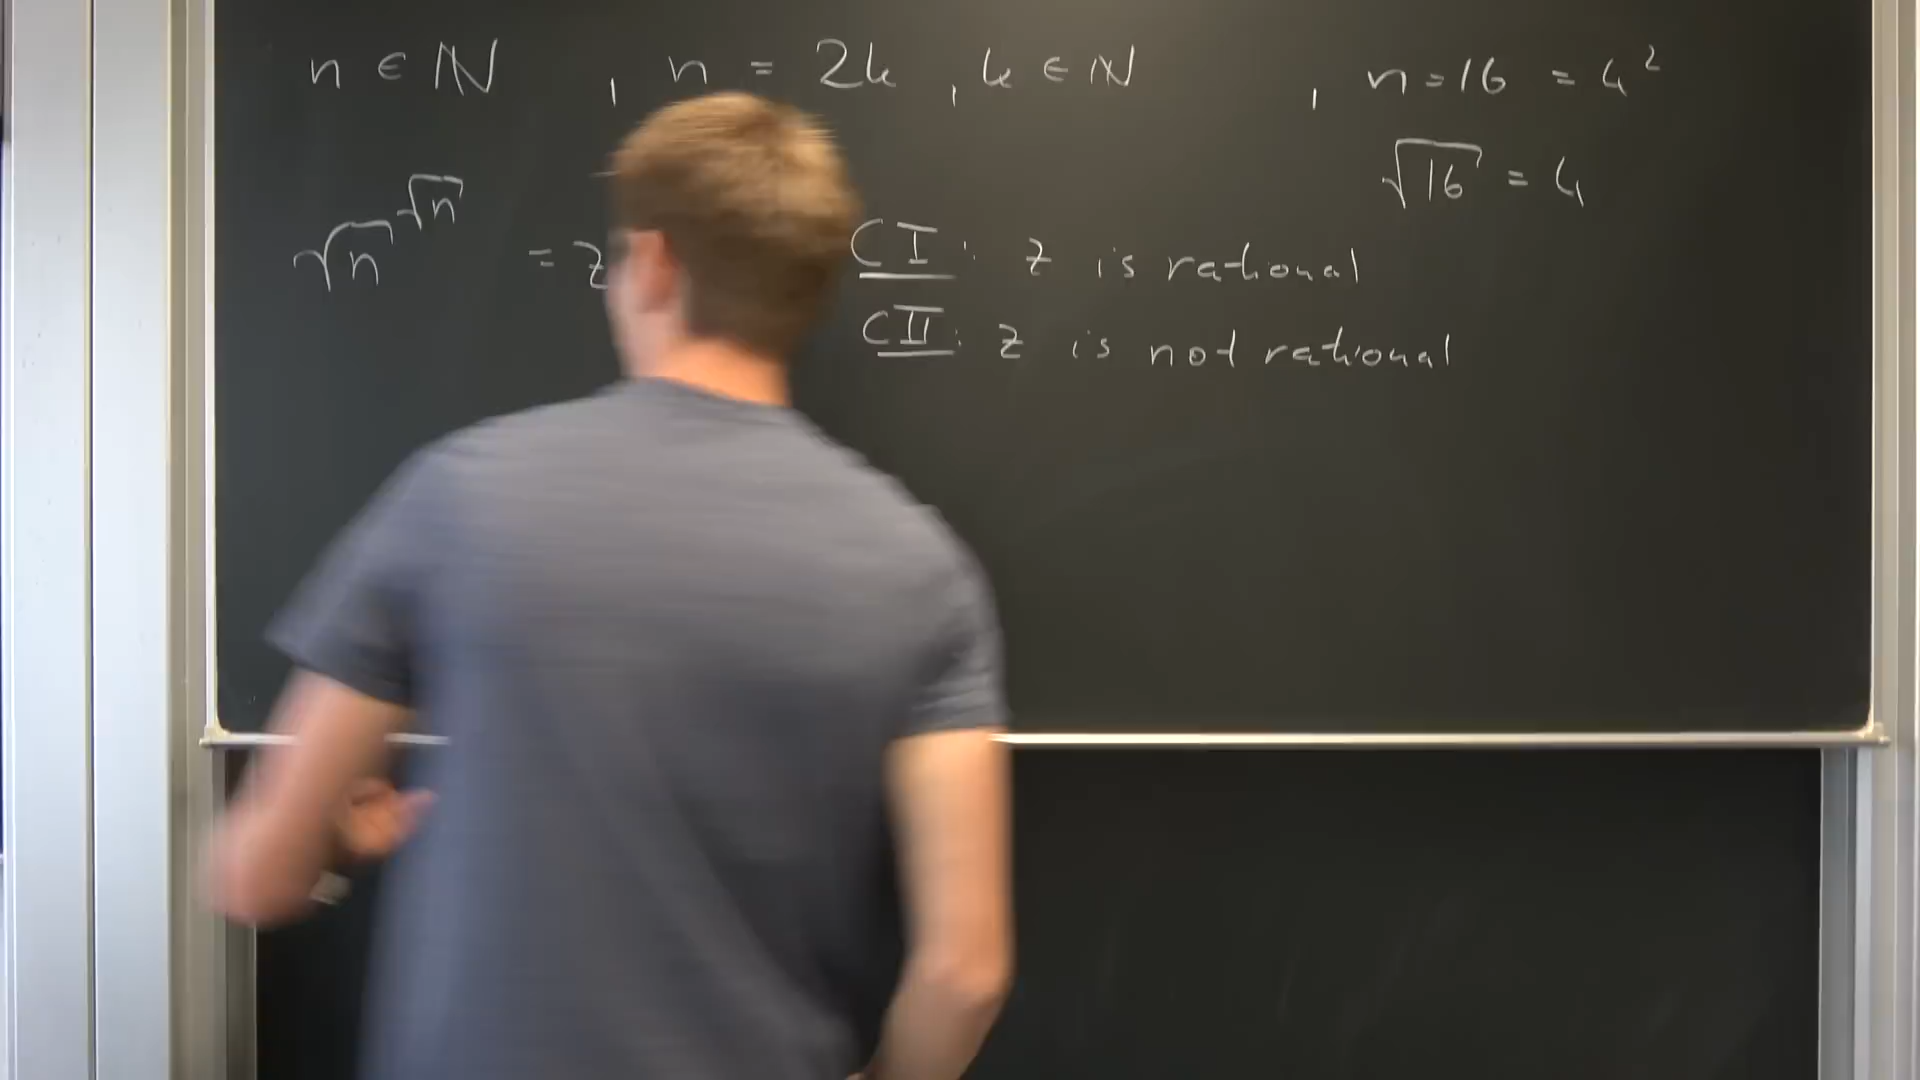 n ∈ ℕ , n = 2k , k ∈ ℕ , n = 16 = 4²
√16 = 4
√n^√n = z
CI: z is rational
CII: z is not rational